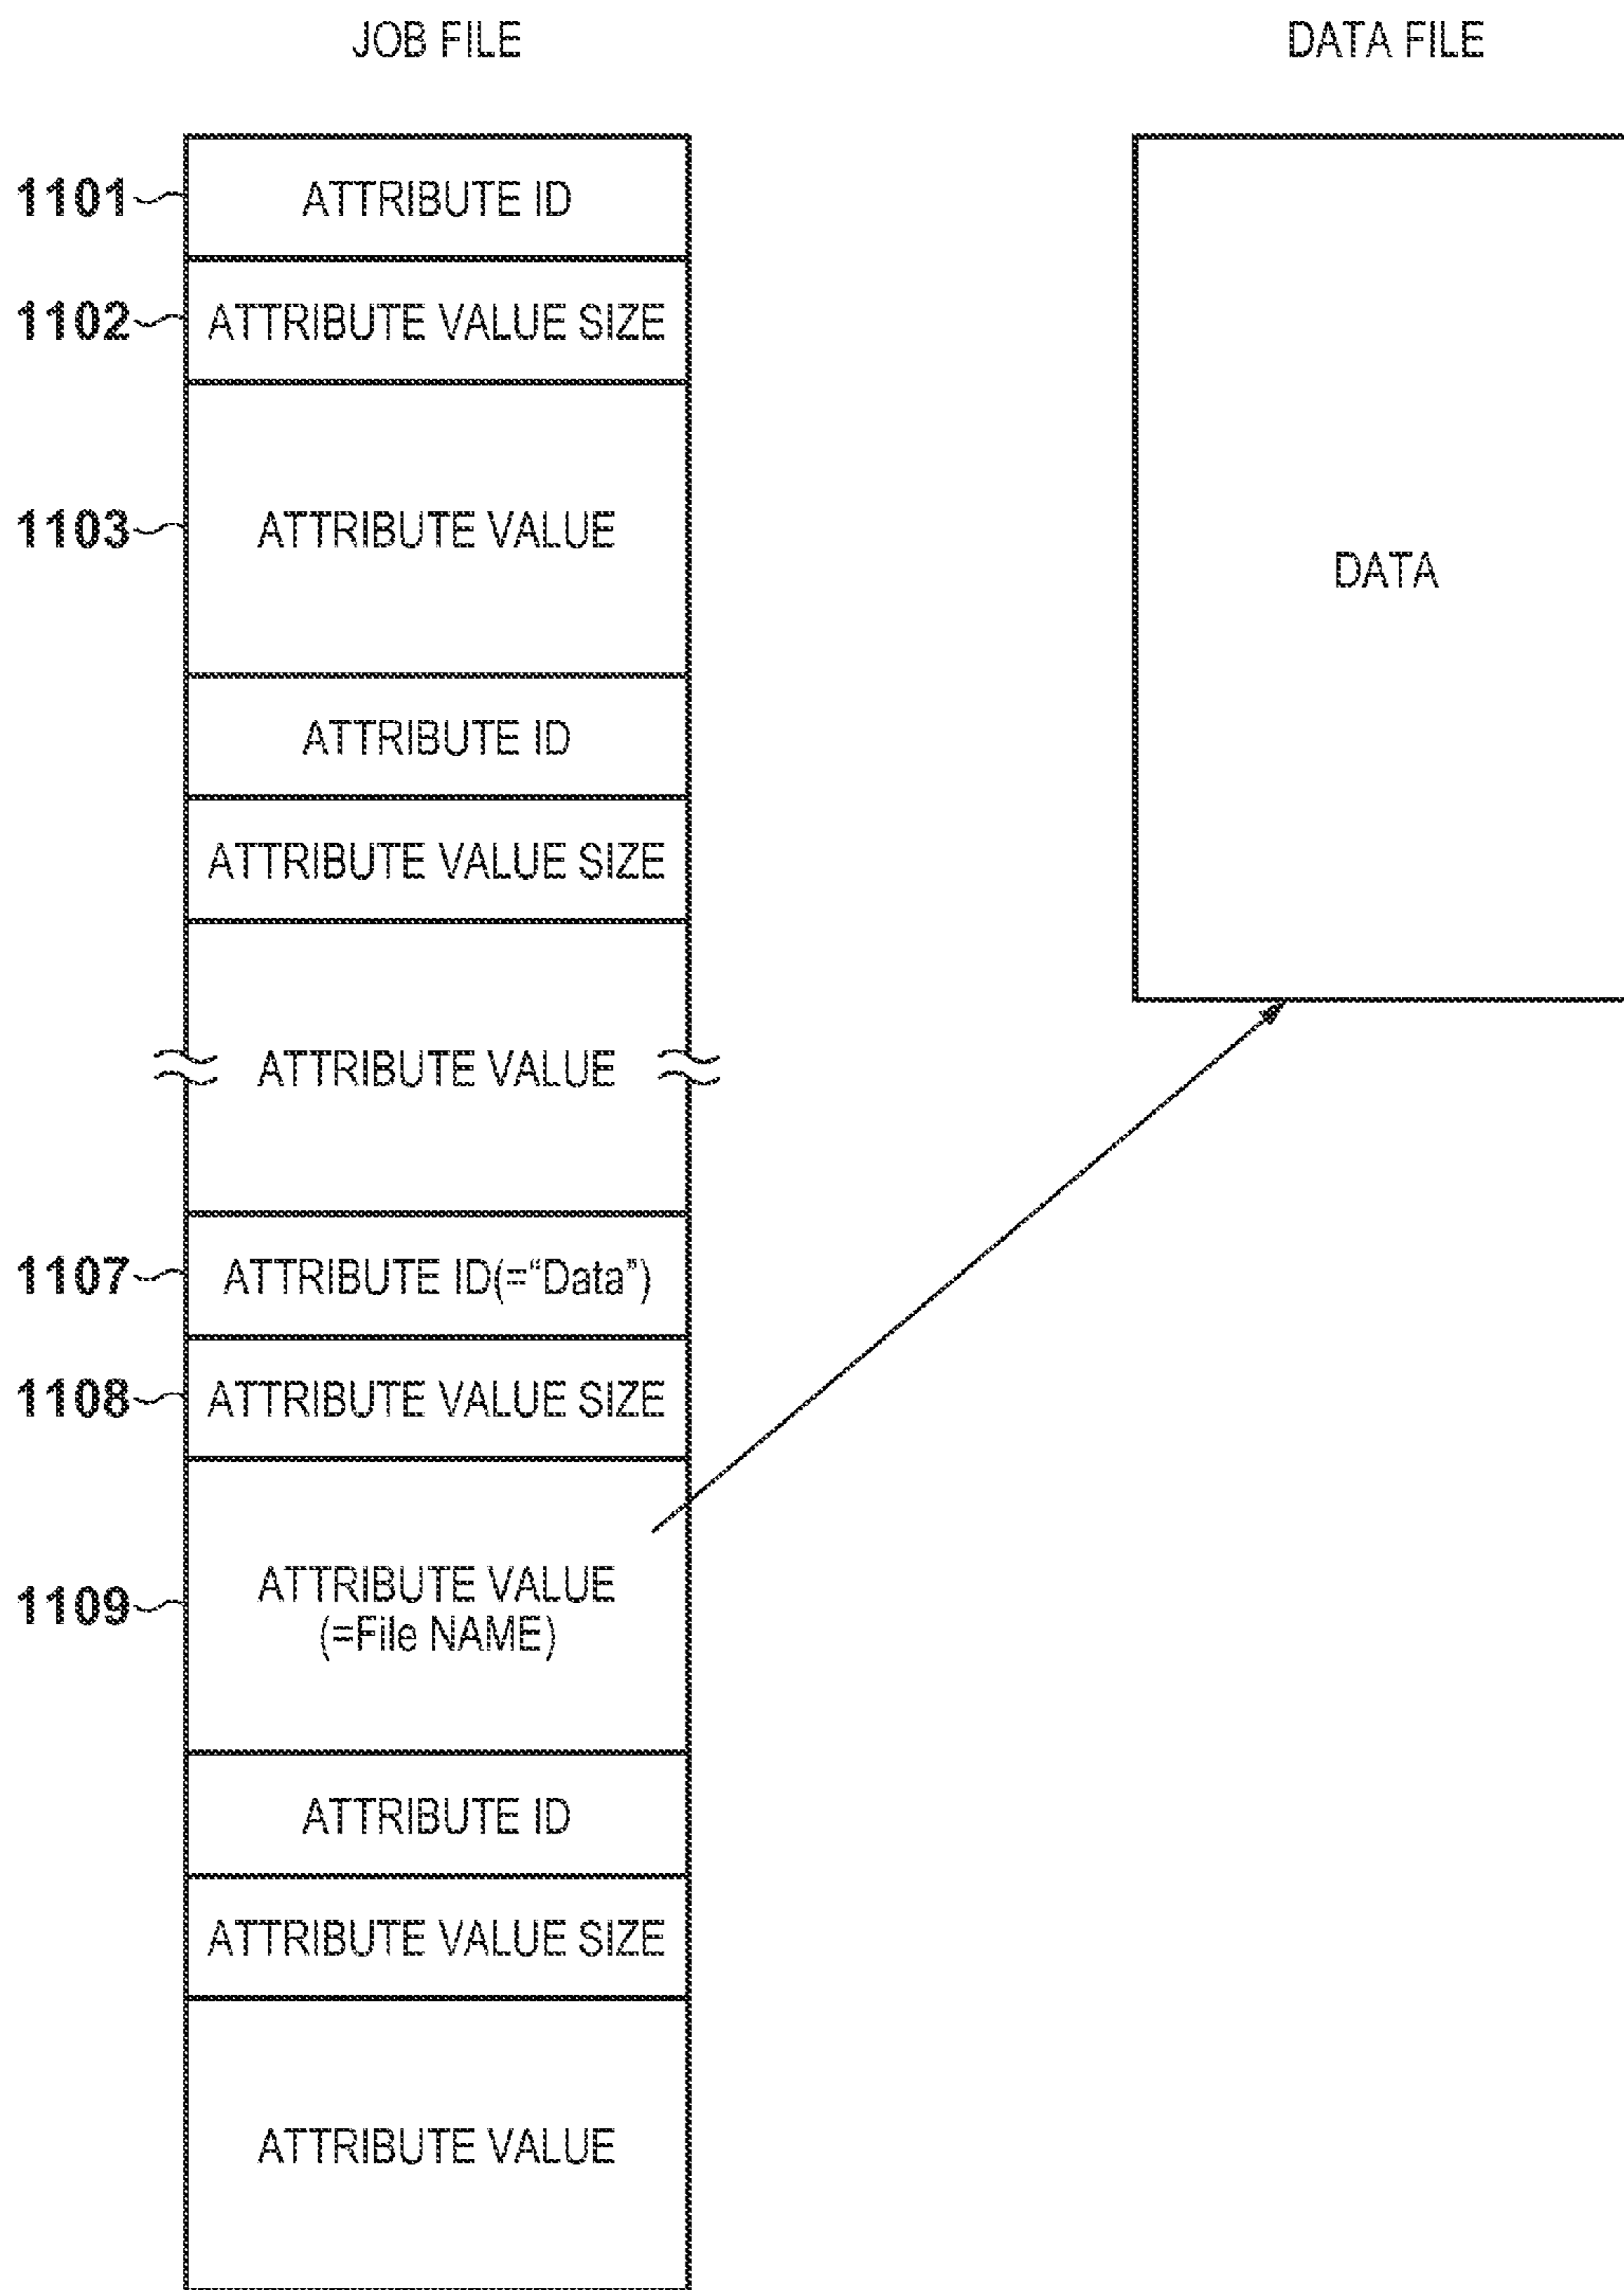 JOB FILE
DATA FILE
1101
ATTRIBUTE ID
1102
ATTRIBUTE VALUE SIZE
1103
ATTRIBUTE VALUE
DATA
ATTRIBUTE ID
ATTRIBUTE VALUE SIZE
ATTRIBUTE VALUE
1107
ATTRIBUTE ID(=“Data”)
1108
ATTRIBUTE VALUE SIZE
1109
ATTRIBUTE VALUE
(=File NAME)
ATTRIBUTE ID
ATTRIBUTE VALUE SIZE
ATTRIBUTE VALUE